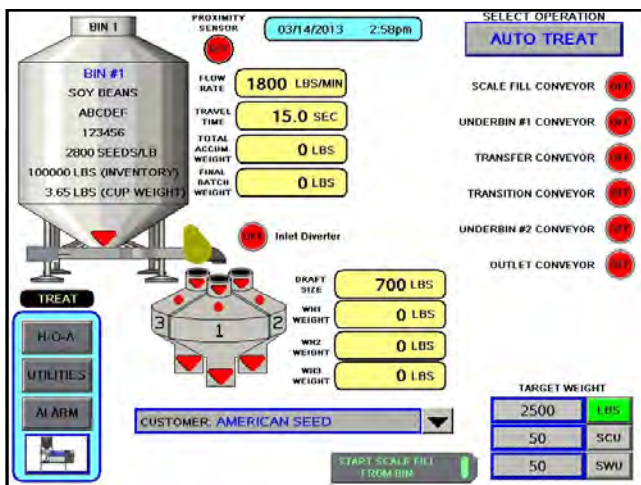 BIN 1
PROXIMITY
SENSOR
OFF
03/14/2013 2:58pm
SELECT OPERATION
AUTO TREAT
BIN #1
SOY BEANS
ABCDEF
123456
2800 SEEDS/LB
100000 LBS (INVENTORY)
3.65 LBS (CUP WEIGHT)
FLOW
RATE
1800 LBS/MIN
TRAVEL
TIME
15.0 SEC
TOTAL
ACCUM.
WEIGHT
0 LBS
FINAL
BATCH
WEIGHT
0 LBS
SCALE FILL CONVEYOR OFF
UNDERBIN #1 CONVEYOR OFF
TRANSFER CONVEYOR OFF
TRANSITION CONVEYOR OFF
UNDERBIN #2 CONVEYOR OFF
OUTLET CONVEYOR OFF
OFF Inlet Diverter
3 1 2
DRAFT
SIZE
700 LBS
WH1
WEIGHT
0 LBS
WH2
WEIGHT
0 LBS
WH3
WEIGHT
0 LBS
TREAT
H-O-A
UTILITIES
ALARM
CUSTOMER: AMERICAN SEED
START SCALE FILL
FROM BIN
TARGET WEIGHT
2500 LBS
50 SCU
50 SWU